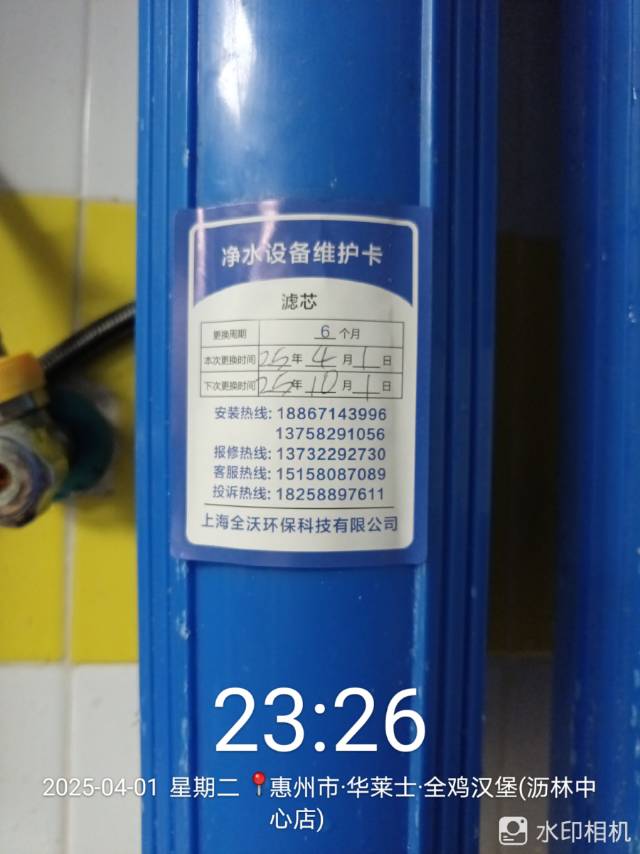 净水设备维护卡
滤芯
更换周期 6 个月
本次更换时间 25 年 4 月 1 日
下次更换时间 25 年 10 月 1 日
安装热线: 18867143996
13758291056
报修热线: 13732292730
客服热线: 15158087089
投诉热线: 18258897611
上海全沃环保科技有限公司
23:26
2025-04-01 星期二 📍惠州市·华莱士·全鸡汉堡(沥林中
心店)
水印相机